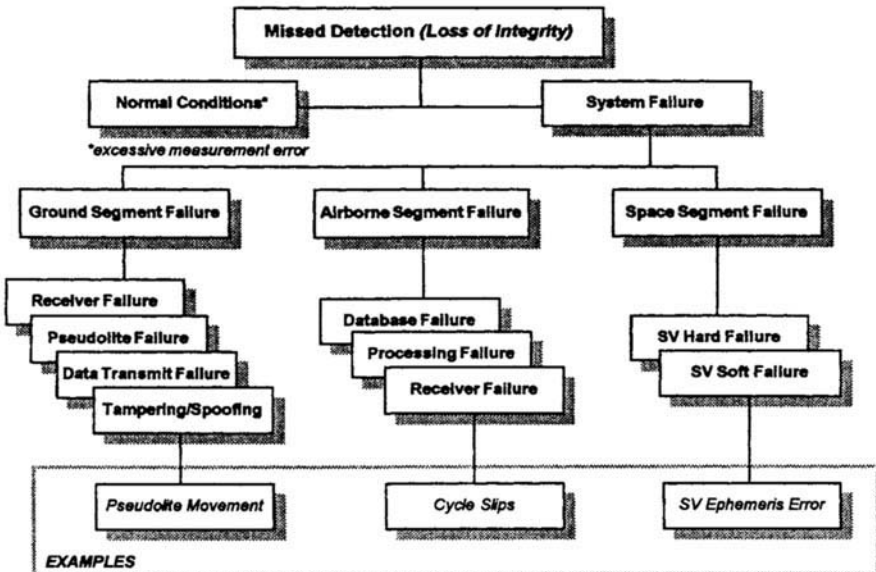 Missed Detection (Loss of Integrity)
Normal Conditions*
System Failure
*excessive measurement error
Ground Segment Failure
Airborne Segment Failure
Space Segment Failure
Receiver Failure
Pseudolite Failure
Data Transmit Failure
Tampering/Spoofing
Database Failure
Processing Failure
Receiver Failure
SV Hard Failure
SV Soft Failure
Pseudolite Movement
Cycle Slips
SV Ephemeris Error
EXAMPLES